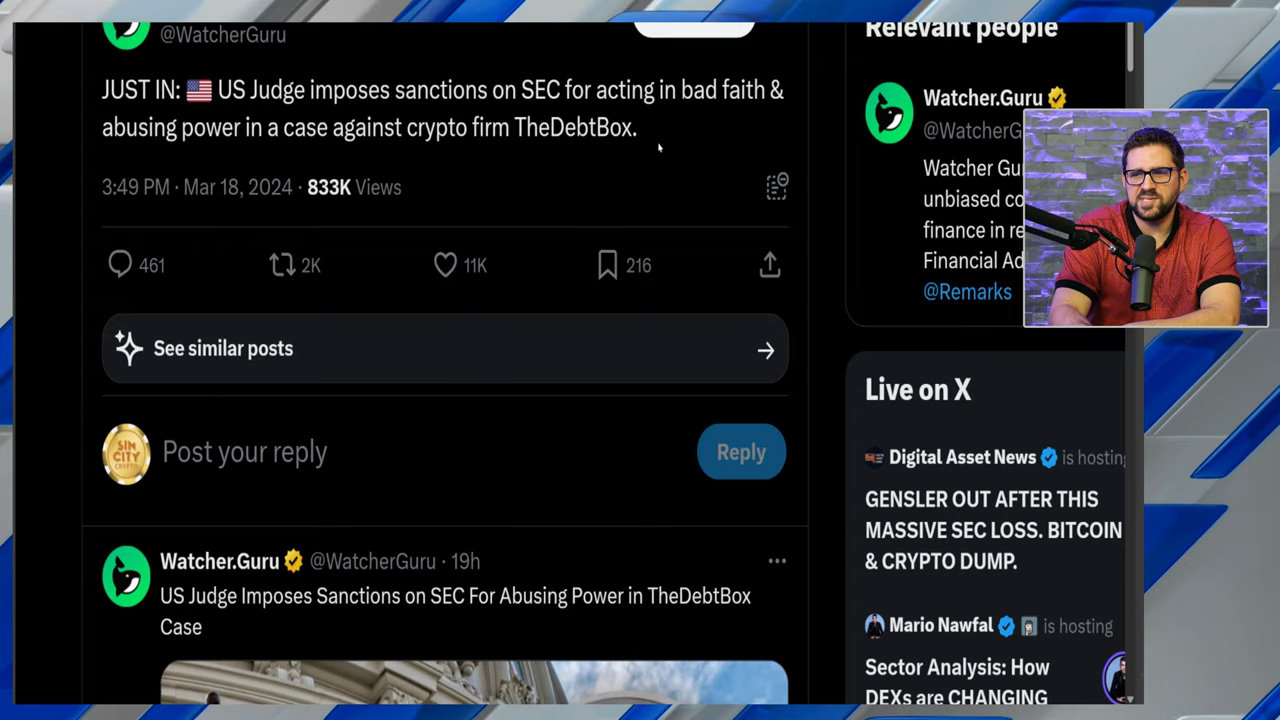 @WatcherGuru
JUST IN: 🇺🇸 US Judge imposes sanctions on SEC for acting in bad faith &
abusing power in a case against crypto firm TheDebtBox.
3:49 PM · Mar 18, 2024 · 833K Views
461 2K 11K 216
See similar posts
SIN CITY CRYPTO
Post your reply
Reply
Watcher.Guru @WatcherGuru · 19h
US Judge Imposes Sanctions on SEC For Abusing Power in TheDebtBox
Case
Relevant people
Watcher.Guru
@WatcherG
Watcher Gu
unbiased co
finance in re
Financial Ad
@Remarks
Live on X
Digital Asset News is hosting
GENSLER OUT AFTER THIS
MASSIVE SEC LOSS. BITCOIN
& CRYPTO DUMP.
Mario Nawfal is hosting
Sector Analysis: How
DEXs are CHANGING